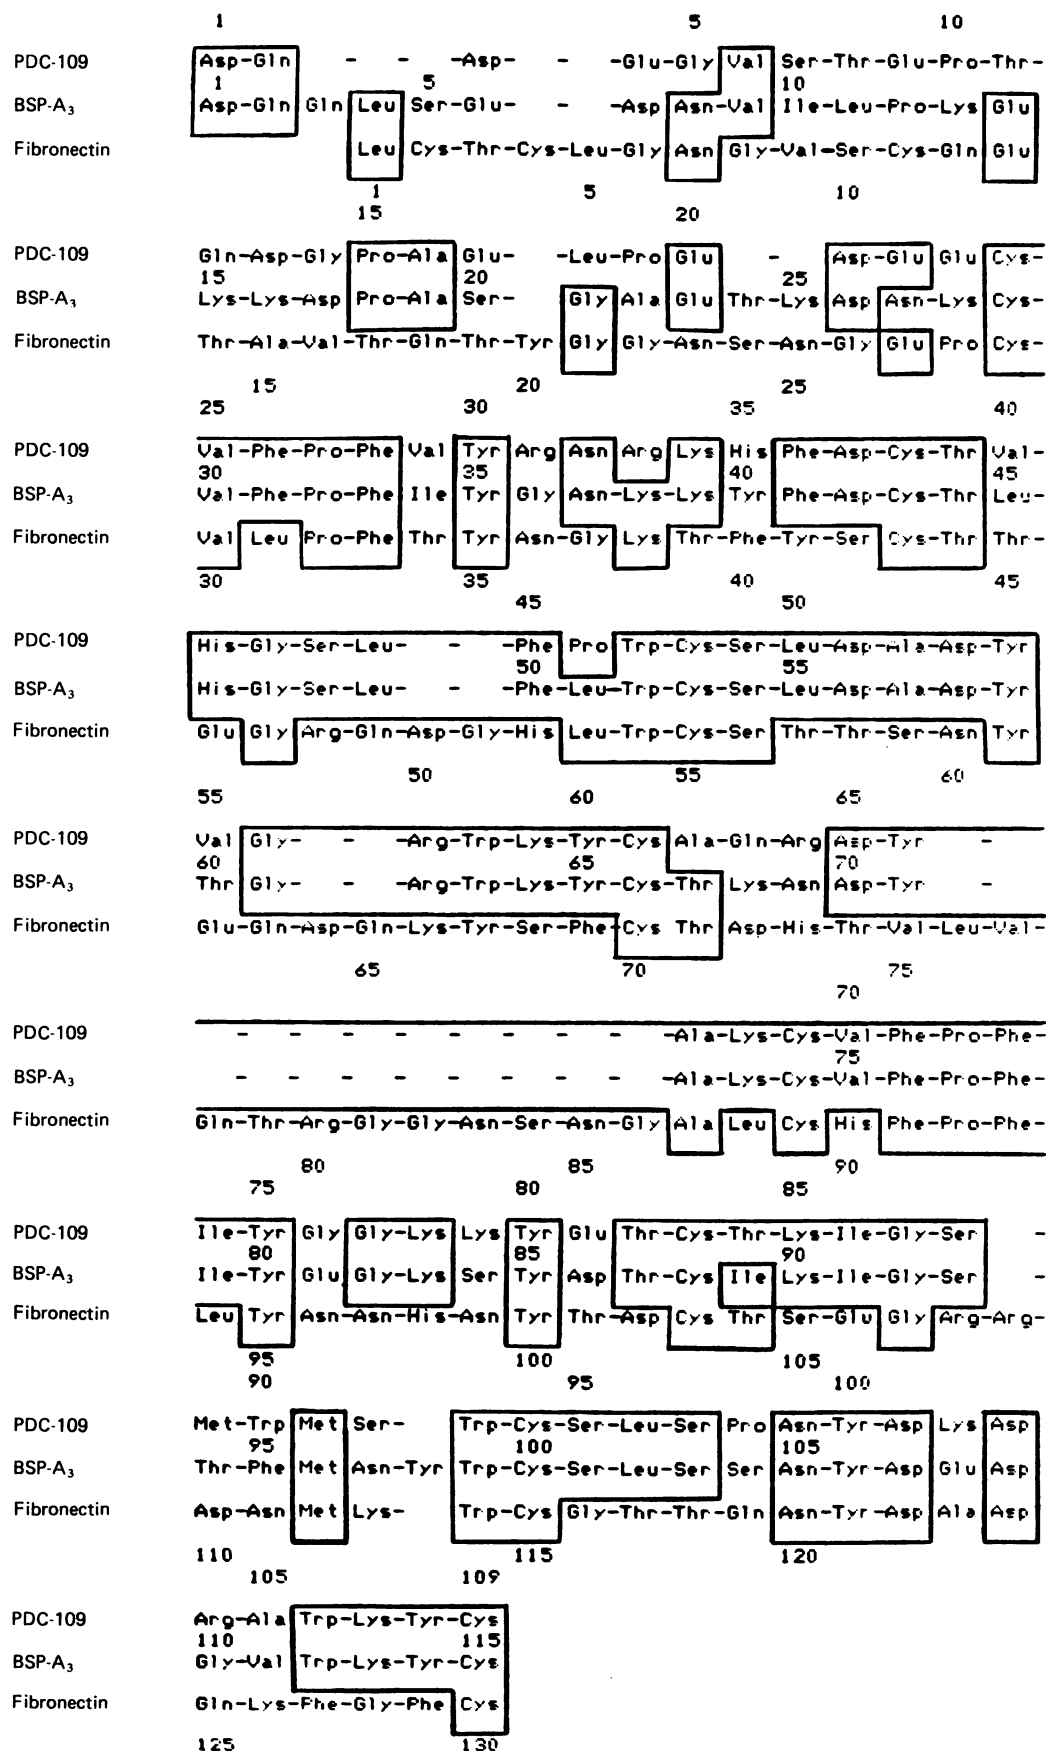 1 5 10
PDC-109 Asp-Gln - - -Asp- - -Glu-Gly Val Ser-Thr-Glu-Pro-Thr-
1 5 10
BSP-A₃ Asp-Gln Gln Leu Ser-Glu- - -Asp Asn-Val Ile-Leu-Pro-Lys Glu
Fibronectin Leu Cys-Thr-Cys-Leu-Gly Asn Gly-Val-Ser-Cys-Gln Glu
1 5 10
15 20
PDC-109 Gln-Asp-Gly Pro-Ala Glu- -Leu-Pro Glu - Asp-Glu Glu Cys-
15 20 25
BSP-A₃ Lys-Lys-Asp Pro-Ala Ser- Gly Ala Glu Thr-Lys Asp Asn-Lys Cys-
Fibronectin Thr-Ala-Val-Thr-Gln-Thr-Tyr Gly Gly-Asn-Ser-Asn-Gly Glu Pro Cys-
15 20 25
25 30 35 40
PDC-109 Val-Phe-Pro-Phe Val Tyr Arg Asn Arg Lys His Phe-Asp-Cys-Thr Val-
30 35 40 45
BSP-A₃ Val-Phe-Pro-Phe Ile Tyr Gly Asn-Lys-Lys Tyr Phe-Asp-Cys-Thr Leu-
Fibronectin Val Leu Pro-Phe Thr Tyr Asn-Gly Lys Thr-Phe-Tyr-Ser Cys-Thr Thr-
30 35 40 45
45 50
PDC-109 His-Gly-Ser-Leu- - -Phe Pro Trp-Cys-Ser-Leu-Asp-Ala-Asp-Tyr
50 55
BSP-A₃ His-Gly-Ser-Leu- - -Phe-Leu-Trp-Cys-Ser-Leu-Asp-Ala-Asp-Tyr
Fibronectin Glu Gly Arg-Gln-Asp-Gly-His Leu-Trp-Cys-Ser Thr-Thr-Ser-Asn Tyr
50 55 60
55 60 65
PDC-109 Val Gly- - -Arg-Trp-Lys-Tyr-Cys Ala-Gln-Arg Asp-Tyr -
60 65 70
BSP-A₃ Thr Gly- - -Arg-Trp-Lys-Tyr-Cys-Thr Lys-Asn Asp-Tyr -
Fibronectin Glu-Gln-Asp-Gln-Lys-Tyr-Ser-Phe-Cys Thr Asp-His-Thr-Val-Leu-Val-
65 70 75
70
PDC-109 - - - - - - - - -Ala-Lys-Cys-Val-Phe-Pro-Phe-
75
BSP-A₃ - - - - - - - - -Ala-Lys-Cys-Val-Phe-Pro-Phe-
Fibronectin Gln-Thr-Arg-Gly-Gly-Asn-Ser-Asn-Gly Ala Leu Cys His Phe-Pro-Phe-
80 85 90
75 80 85
PDC-109 Ile-Tyr Gly Gly-Lys Lys Tyr Glu Thr-Cys-Thr-Lys-Ile-Gly-Ser -
80 85 90
BSP-A₃ Ile-Tyr Glu Gly-Lys Ser Tyr Asp Thr-Cys Ile Lys-Ile-Gly-Ser -
Fibronectin Leu Tyr Asn-Asn-His-Asn Tyr Thr-Asp Cys Thr Ser-Glu Gly Arg-Arg-
95 100 105
90 95 100
PDC-109 Met-Trp Met Ser- Trp-Cys-Ser-Leu-Ser Pro Asn-Tyr-Asp Lys Asp
95 100 105
BSP-A₃ Thr-Phe Met Asn-Tyr Trp-Cys-Ser-Leu-Ser Ser Asn-Tyr-Asp Glu Asp
Fibronectin Asp-Asn Met Lys- Trp-Cys Gly-Thr-Thr-Gln Asn-Tyr-Asp Ala Asp
110 115 120
105 109
PDC-109 Arg-Ala Trp-Lys-Tyr-Cys
110 115
BSP-A₃ Gly-Val Trp-Lys-Tyr-Cys
Fibronectin Gln-Lys-Phe-Gly-Phe Cys
125 130